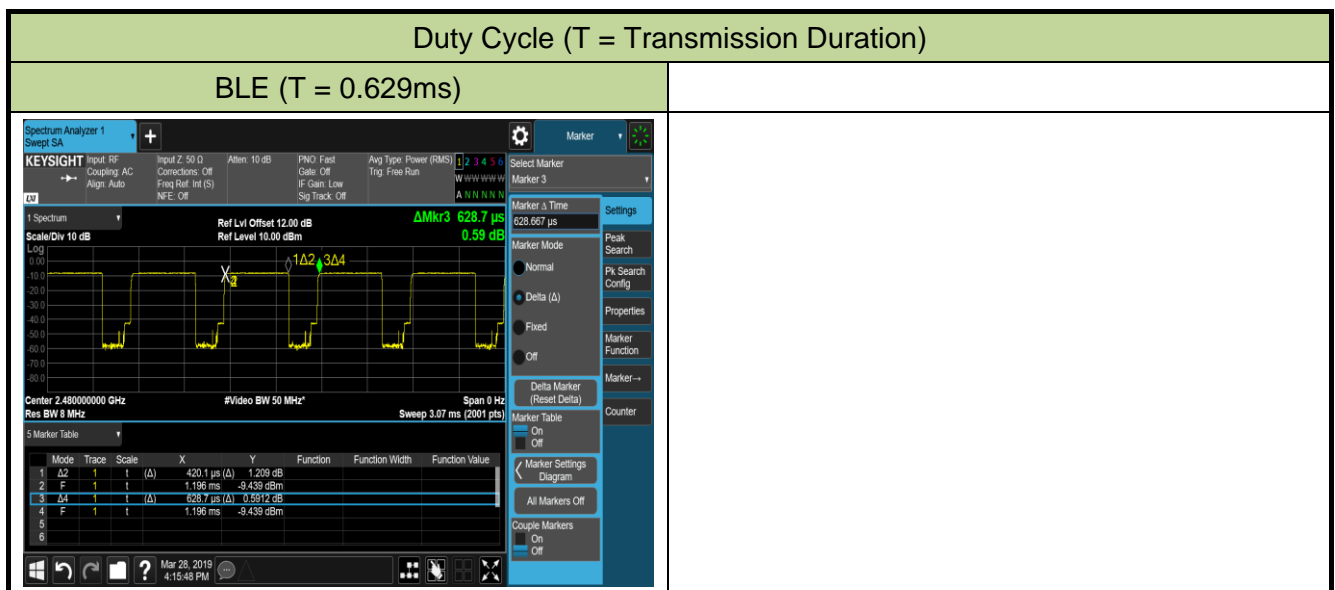 Duty Cycle (T = Transmission Duration)
BLE (T = 0.629ms)
Spectrum Analyzer 1
Swept SA
+
Marker
KEYSIGHT Input: RF Input Z: 50 Ω Atten: 10 dB PNO: Fast Avg Type: Power (RMS) 1 2 3 4 5 6
Coupling: AC Corrections: Off Gate: Off Trig: Free Run W W W W W W
Align: Auto Freq Ref: Int (S) IF Gain: Low
LXI NFE: Off Sig Track: Off A N N N N N
Select Marker
Marker 3
Marker Δ Time
628.667 µs
Settings
1 Spectrum
Ref Lvl Offset 12.00 dB ΔMkr3 628.7 µs
Scale/Div 10 dB Ref Level 10.00 dBm 0.59 dB
Log
0.00
-10.0
-20.0
-30.0
-40.0
-50.0
-60.0
-70.0
-80.0
1Δ2 3Δ4
Center 2.480000000 GHz #Video BW 50 MHz* Span 0 Hz
Res BW 8 MHz Sweep 3.07 ms (2001 pts)
Marker Mode
Normal
Delta (Δ)
Fixed
Off
Delta Marker
(Reset Delta)
Marker Table
On
Off
Marker Settings
Diagram
All Markers Off
Couple Markers
On
Off
Peak
Search
Pk Search
Config
Properties
Marker
Function
Marker→
Counter
5 Marker Table
Mode Trace Scale X Y Function Function Width Function Value
1 Δ2 1 t (Δ) 420.1 µs (Δ) 1.209 dB
2 F 1 t 1.196 ms -9.439 dBm
3 Δ4 1 t (Δ) 628.7 µs (Δ) 0.5912 dB
4 F 1 t 1.196 ms -9.439 dBm
5
6
? Mar 28, 2019
4:15:48 PM